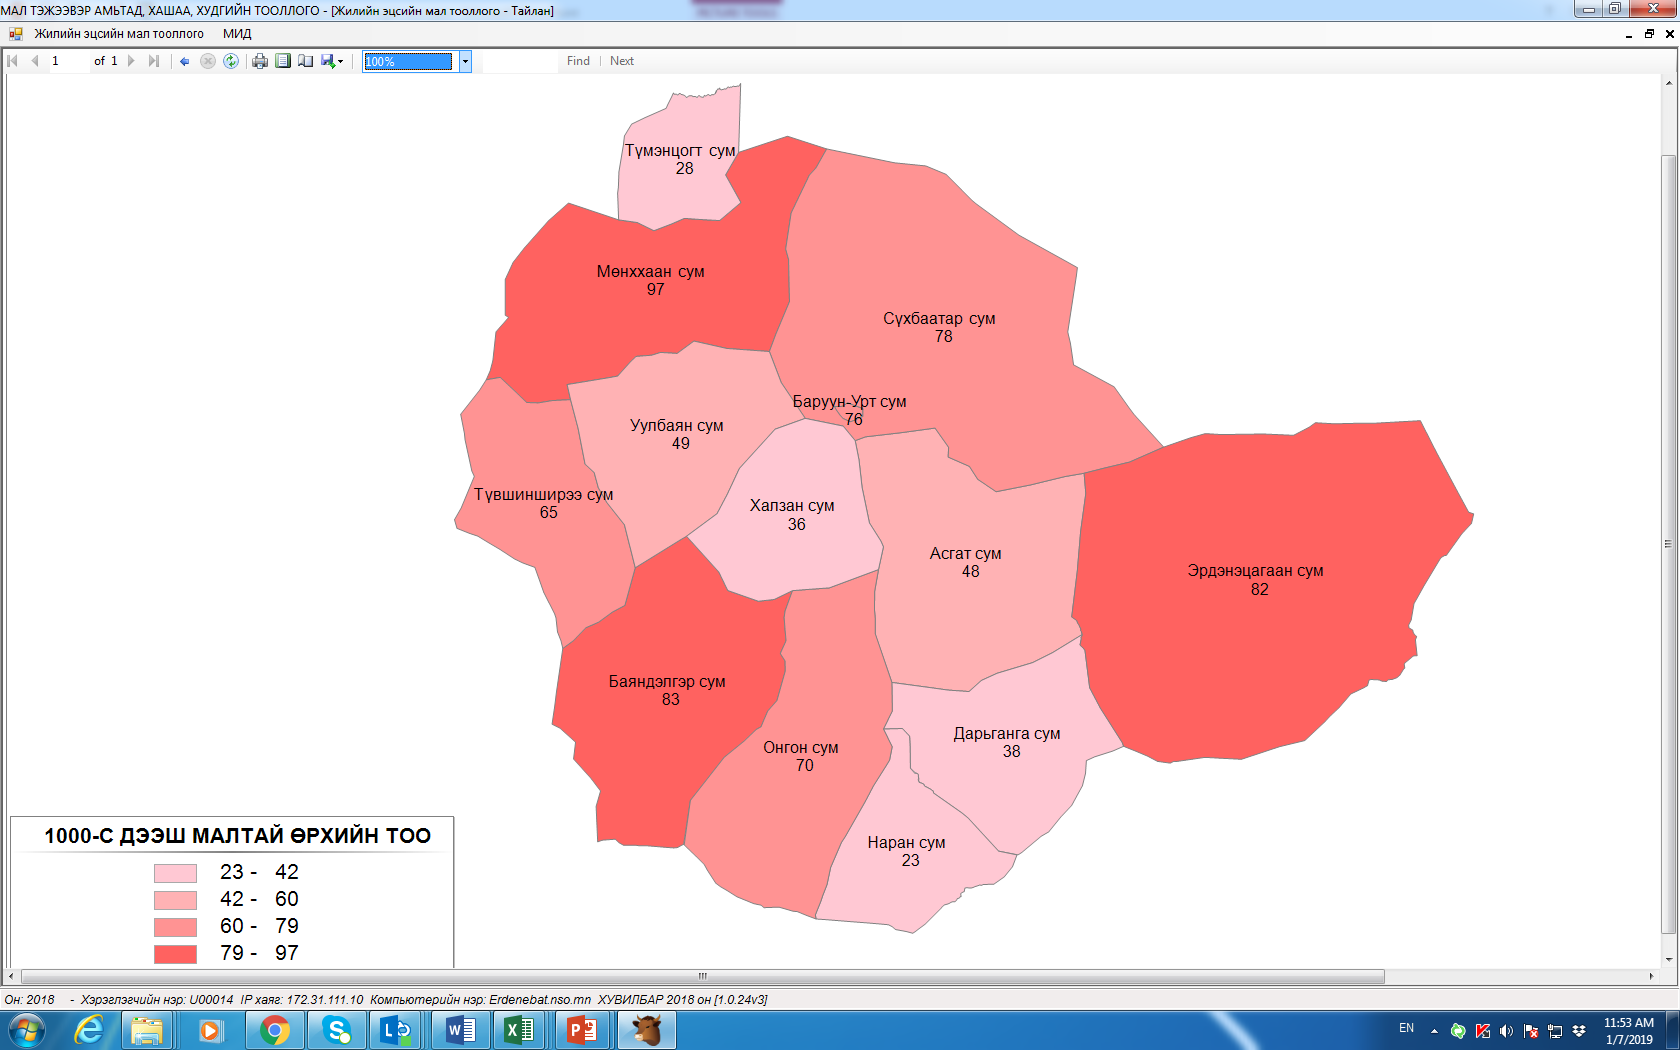 МАЛ ТЭЖЭЭВЭР АМЬТАД, ХАШАА, ХУДГИЙН ТООЛЛОГО - [Жилийн эцсийн мал тооллого - Тайлан]
Жилийн эцсийн мал тооллого МИД
1 of 1 100% Find | Next
Түмэнцогт сум
28
Мөнххаан сум
97
Сүхбаатар сум
78
Баруун-Урт сум
76
Уулбаян сум
49
Түвшинширээ сум
65
Халзан сум
36
Асгат сум
48
Эрдэнэцагаан сум
82
Баяндэлгэр сум
83
Онгон сум
70
Дарьганга сум
38
Наран сум
23
1000-С ДЭЭШ МАЛТАЙ ӨРХИЙН ТОО
23 - 42
42 - 60
60 - 79
79 - 97
Он: 2018 - Хэрэглэгчийн нэр: U00014 IP хаяг: 172.31.111.10 Компьютерийн нэр: Erdenebat.nso.mn ХУВИЛБАР 2018 он [1.0.24v3]
EN 11:53 AM
1/7/2019